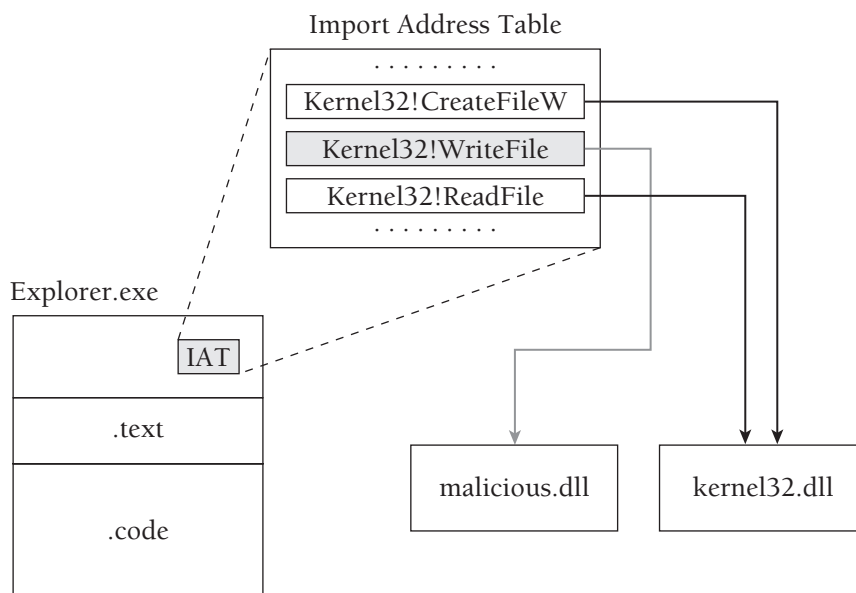 Import Address Table
. . . . . . . . .
Kernel32!CreateFileW
Kernel32!WriteFile
Kernel32!ReadFile
. . . . . . . . .
Explorer.exe
IAT
.text
.code
malicious.dll
kernel32.dll